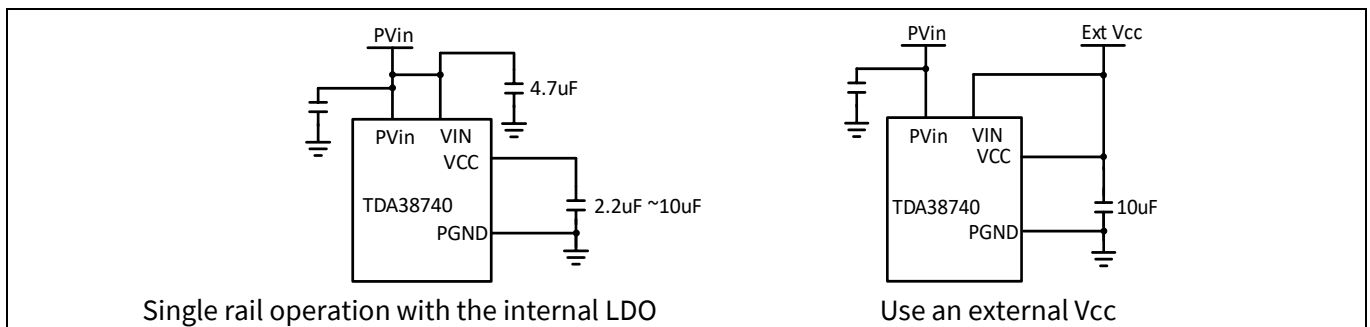 PVin
4.7uF
PVin VIN
VCC
TDA38740
2.2uF ~10uF
PGND
Single rail operation with the internal LDO
PVin
Ext Vcc
PVin VIN
VCC
TDA38740
10uF
PGND
Use an external Vcc